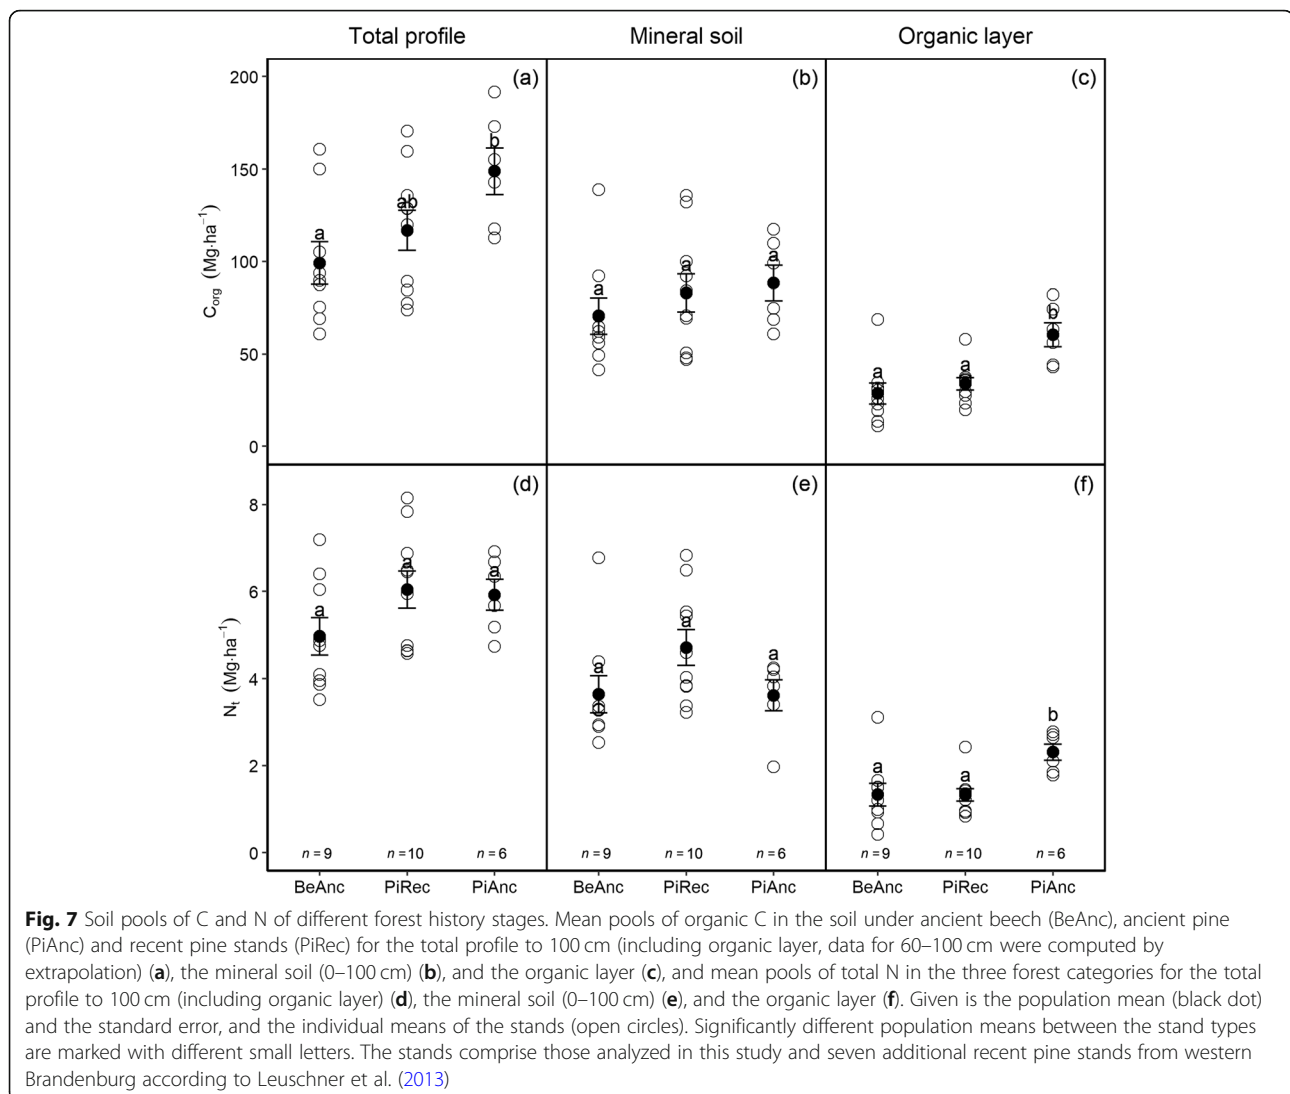 Total profile Mineral soil Organic layer
(a) (b) (c)
200
150
100
50
0
Corg (Mg·ha⁻¹)
a ab b
a a a
a a b
(d) (e) (f)
8
6
4
2
0
Nt (Mg·ha⁻¹)
a a a
a a a
a a b
n = 9 n = 10 n = 6 n = 9 n = 10 n = 6 n = 9 n = 10 n = 6
BeAnc PiRec PiAnc BeAnc PiRec PiAnc BeAnc PiRec PiAnc
Fig. 7 Soil pools of C and N of different forest history stages. Mean pools of organic C in the soil under ancient beech (BeAnc), ancient pine
(PiAnc) and recent pine stands (PiRec) for the total profile to 100 cm (including organic layer, data for 60–100 cm were computed by
extrapolation) (a), the mineral soil (0–100 cm) (b), and the organic layer (c), and mean pools of total N in the three forest categories for the total
profile to 100 cm (including organic layer) (d), the mineral soil (0–100 cm) (e), and the organic layer (f). Given is the population mean (black dot)
and the standard error, and the individual means of the stands (open circles). Significantly different population means between the stand types
are marked with different small letters. The stands comprise those analyzed in this study and seven additional recent pine stands from western
Brandenburg according to Leuschner et al. (2013)